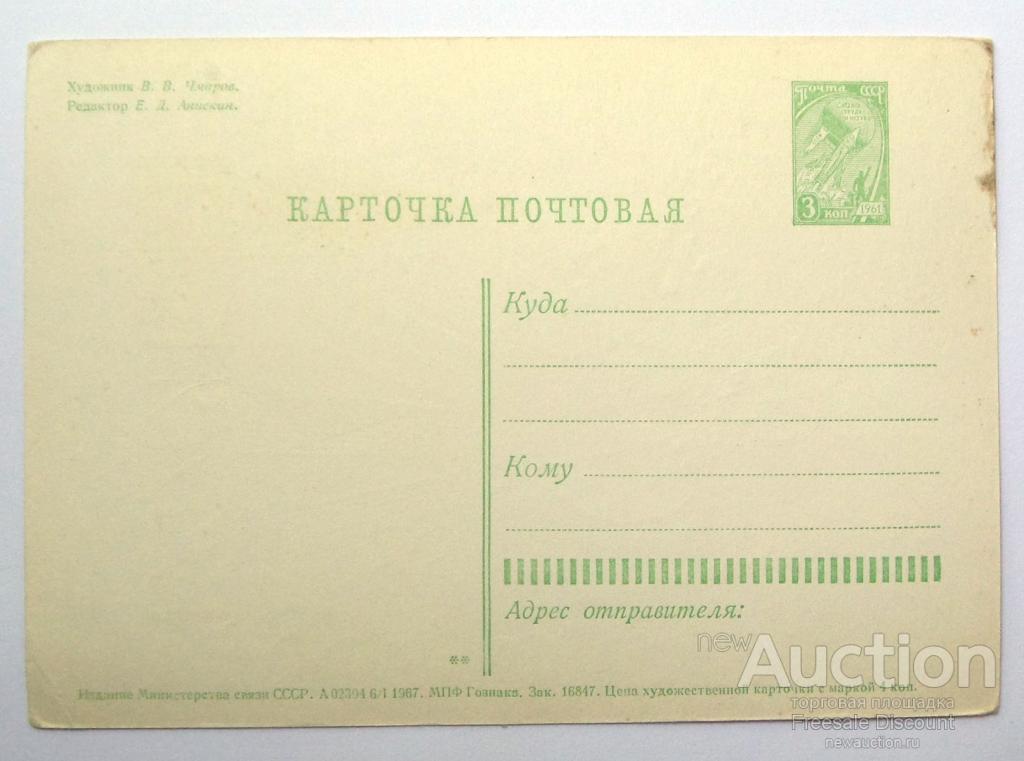 Художник В. В. Чмаров.
Редактор Е. Д. Анискин.
Почта СССР
3 КОП 1961
КАРТОЧКА ПОЧТОВАЯ
Куда
Кому
Адрес отправителя:
**
Издание Министерства связи СССР. А 02394 6/I 1967. МПФ Гознака. Зак. 16847. Цена художественной карточки с маркой 4 коп.
newAuction
торговая площадка
Freesale Discount
newauction.ru